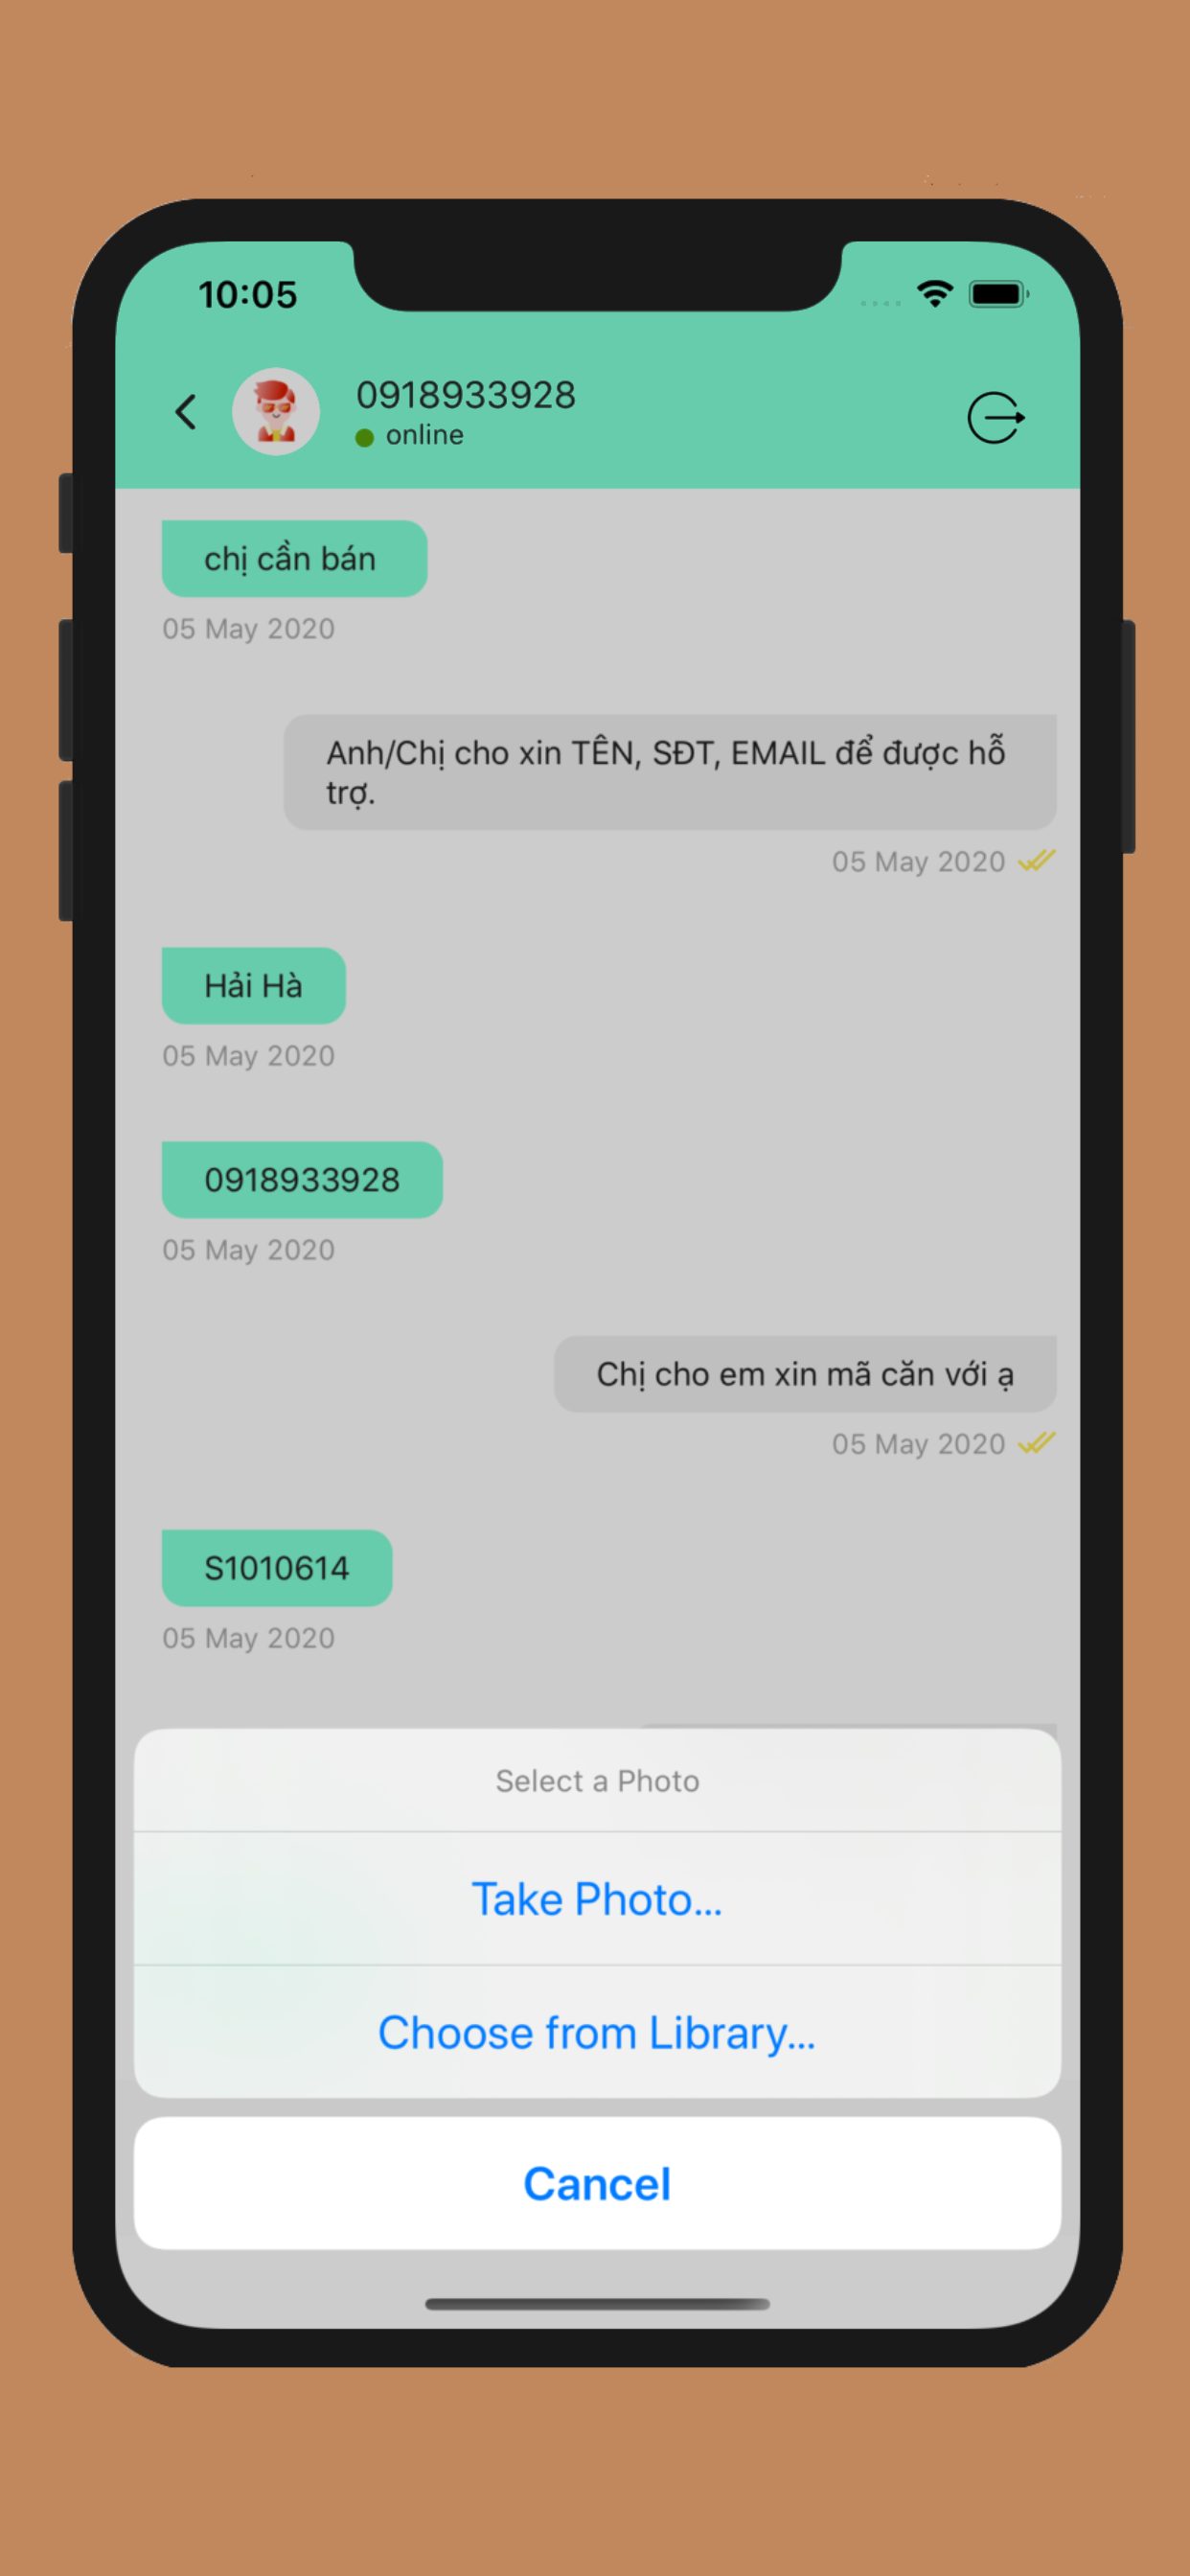 10:05
0918933928
online
chị cần bán
05 May 2020
Anh/Chị cho xin TÊN, SĐT, EMAIL để được hỗ
trợ.
05 May 2020
Hải Hà
05 May 2020
0918933928
05 May 2020
Chị cho em xin mã căn với ạ
05 May 2020
S1010614
05 May 2020
Select a Photo
Take Photo...
Choose from Library...
Cancel